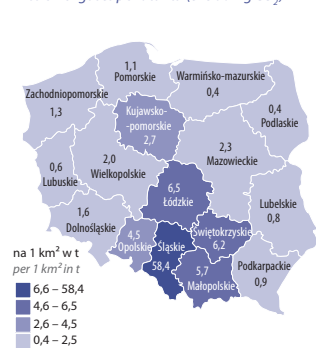 1,1
Pomorskie
Warmińsko-mazurskie
0,4
Zachodniopomorskie
1,3
Kujawsko-
-pomorskie
2,7
0,4
Podlaskie
2,3
Mazowieckie
2,0
Wielkopolskie
0,6
Lubuskie
6,5
Łódzkie
Lubelskie
0,8
1,6
Dolnośląskie
4,5
Opolskie
Śląskie
58,4
Świętokrzyskie
6,2
5,7
Małopolskie
Podkarpackie
0,9
na 1 km² w t
per 1 km² in t
6,6 – 58,4
4,6 – 6,5
2,6 – 4,5
0,4 – 2,5